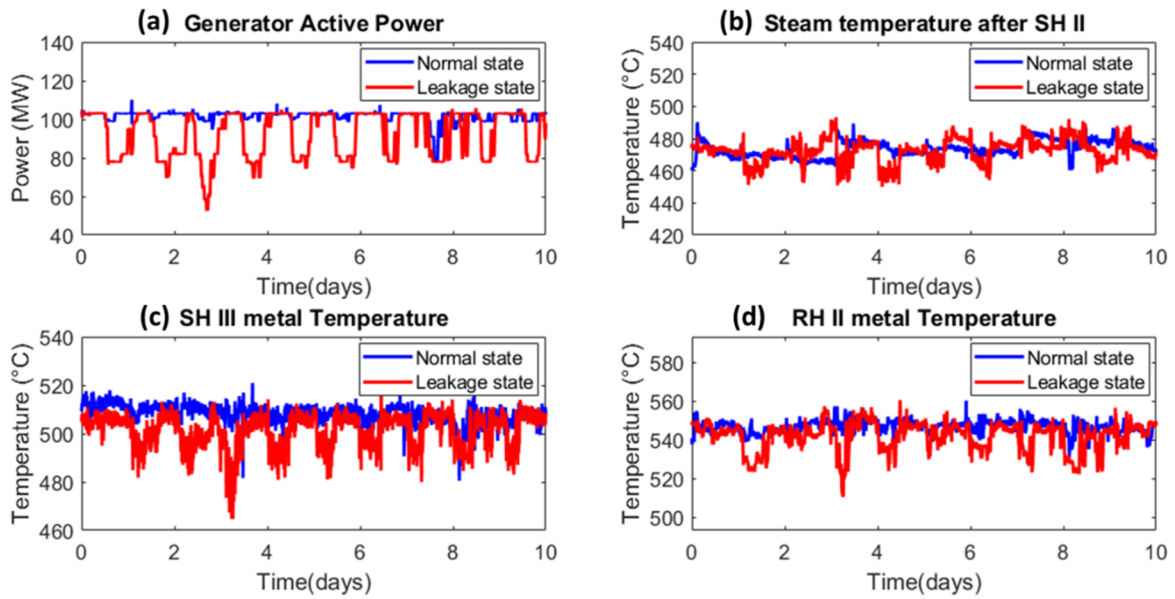 (a) Generator Active Power
140
120
100
80
60
40
Power (MW)
Normal state
Leakage state
0 2 4 6 8 10
Time(days)
(b) Steam temperature after SH II
540
520
500
480
460
440
420
Temperature (°C)
Normal state
Leakage state
0 2 4 6 8 10
Time(days)
(c) SH III metal Temperature
540
520
500
480
460
Temperature (°C)
Normal state
Leakage state
0 2 4 6 8 10
Time(days)
(d) RH II metal Temperature
580
560
540
520
500
Temperature (°C)
Normal state
Leakage state
0 2 4 6 8 10
Time(days)